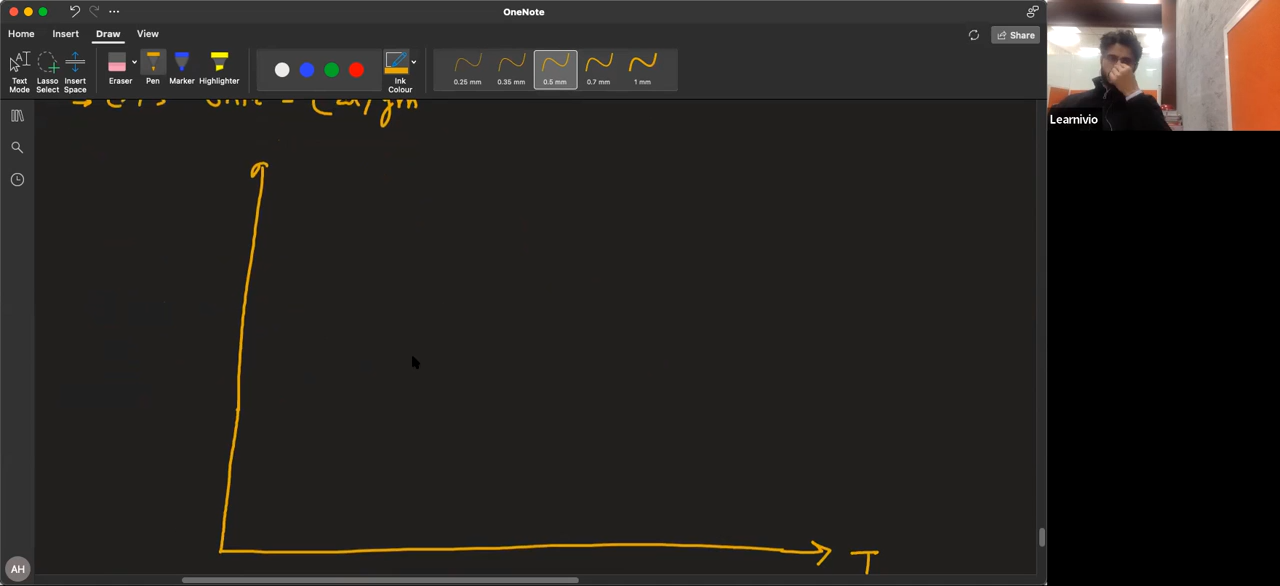 OneNote
Home Insert Draw View
Share
Text Mode
Lasso Select
Insert Space
Eraser
Pen
Marker
Highlighter
Ink Colour
0.25 mm
0.35 mm
0.5 mm
0.7 mm
1 mm
Learnivio
T
AH